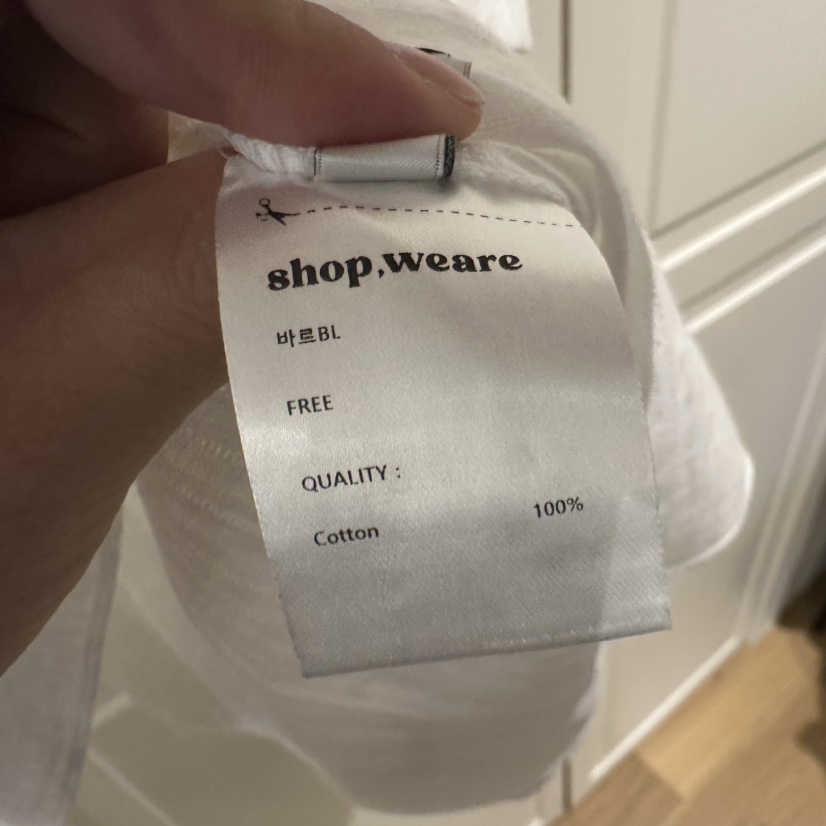 shop,weare
바르BL
FREE
QUALITY :
Cotton 100%